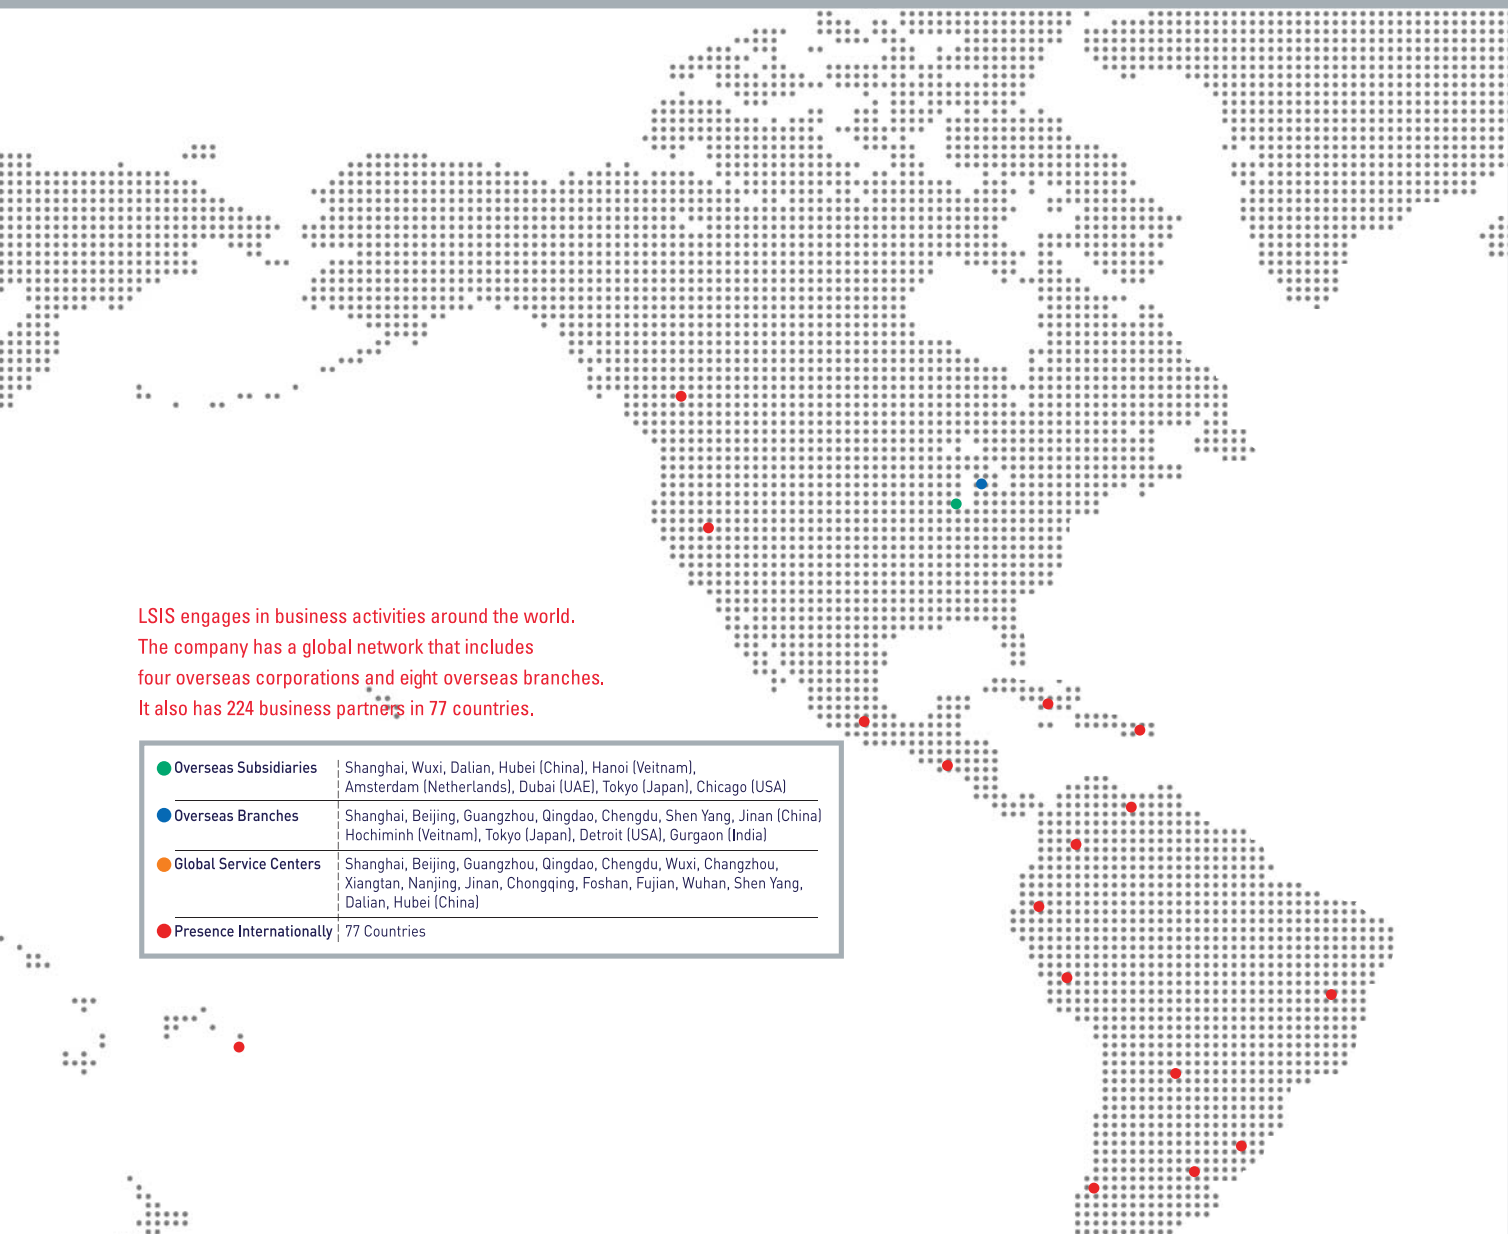 LSIS engages in business activities around the world.
The company has a global network that includes
four overseas corporations and eight overseas branches.
It also has 224 business partners in 77 countries.
Overseas Subsidiaries
Shanghai, Wuxi, Dalian, Hubei (China), Hanoi (Veitnam),
Amsterdam (Netherlands), Dubai (UAE), Tokyo (Japan), Chicago (USA)
Overseas Branches
Shanghai, Beijing, Guangzhou, Qingdao, Chengdu, Shen Yang, Jinan (China)
Hochiminh (Veitnam), Tokyo (Japan), Detroit (USA), Gurgaon (India)
Global Service Centers
Shanghai, Beijing, Guangzhou, Qingdao, Chengdu, Wuxi, Changzhou,
Xiangtan, Nanjing, Jinan, Chongqing, Foshan, Fujian, Wuhan, Shen Yang,
Dalian, Hubei (China)
Presence Internationally
77 Countries